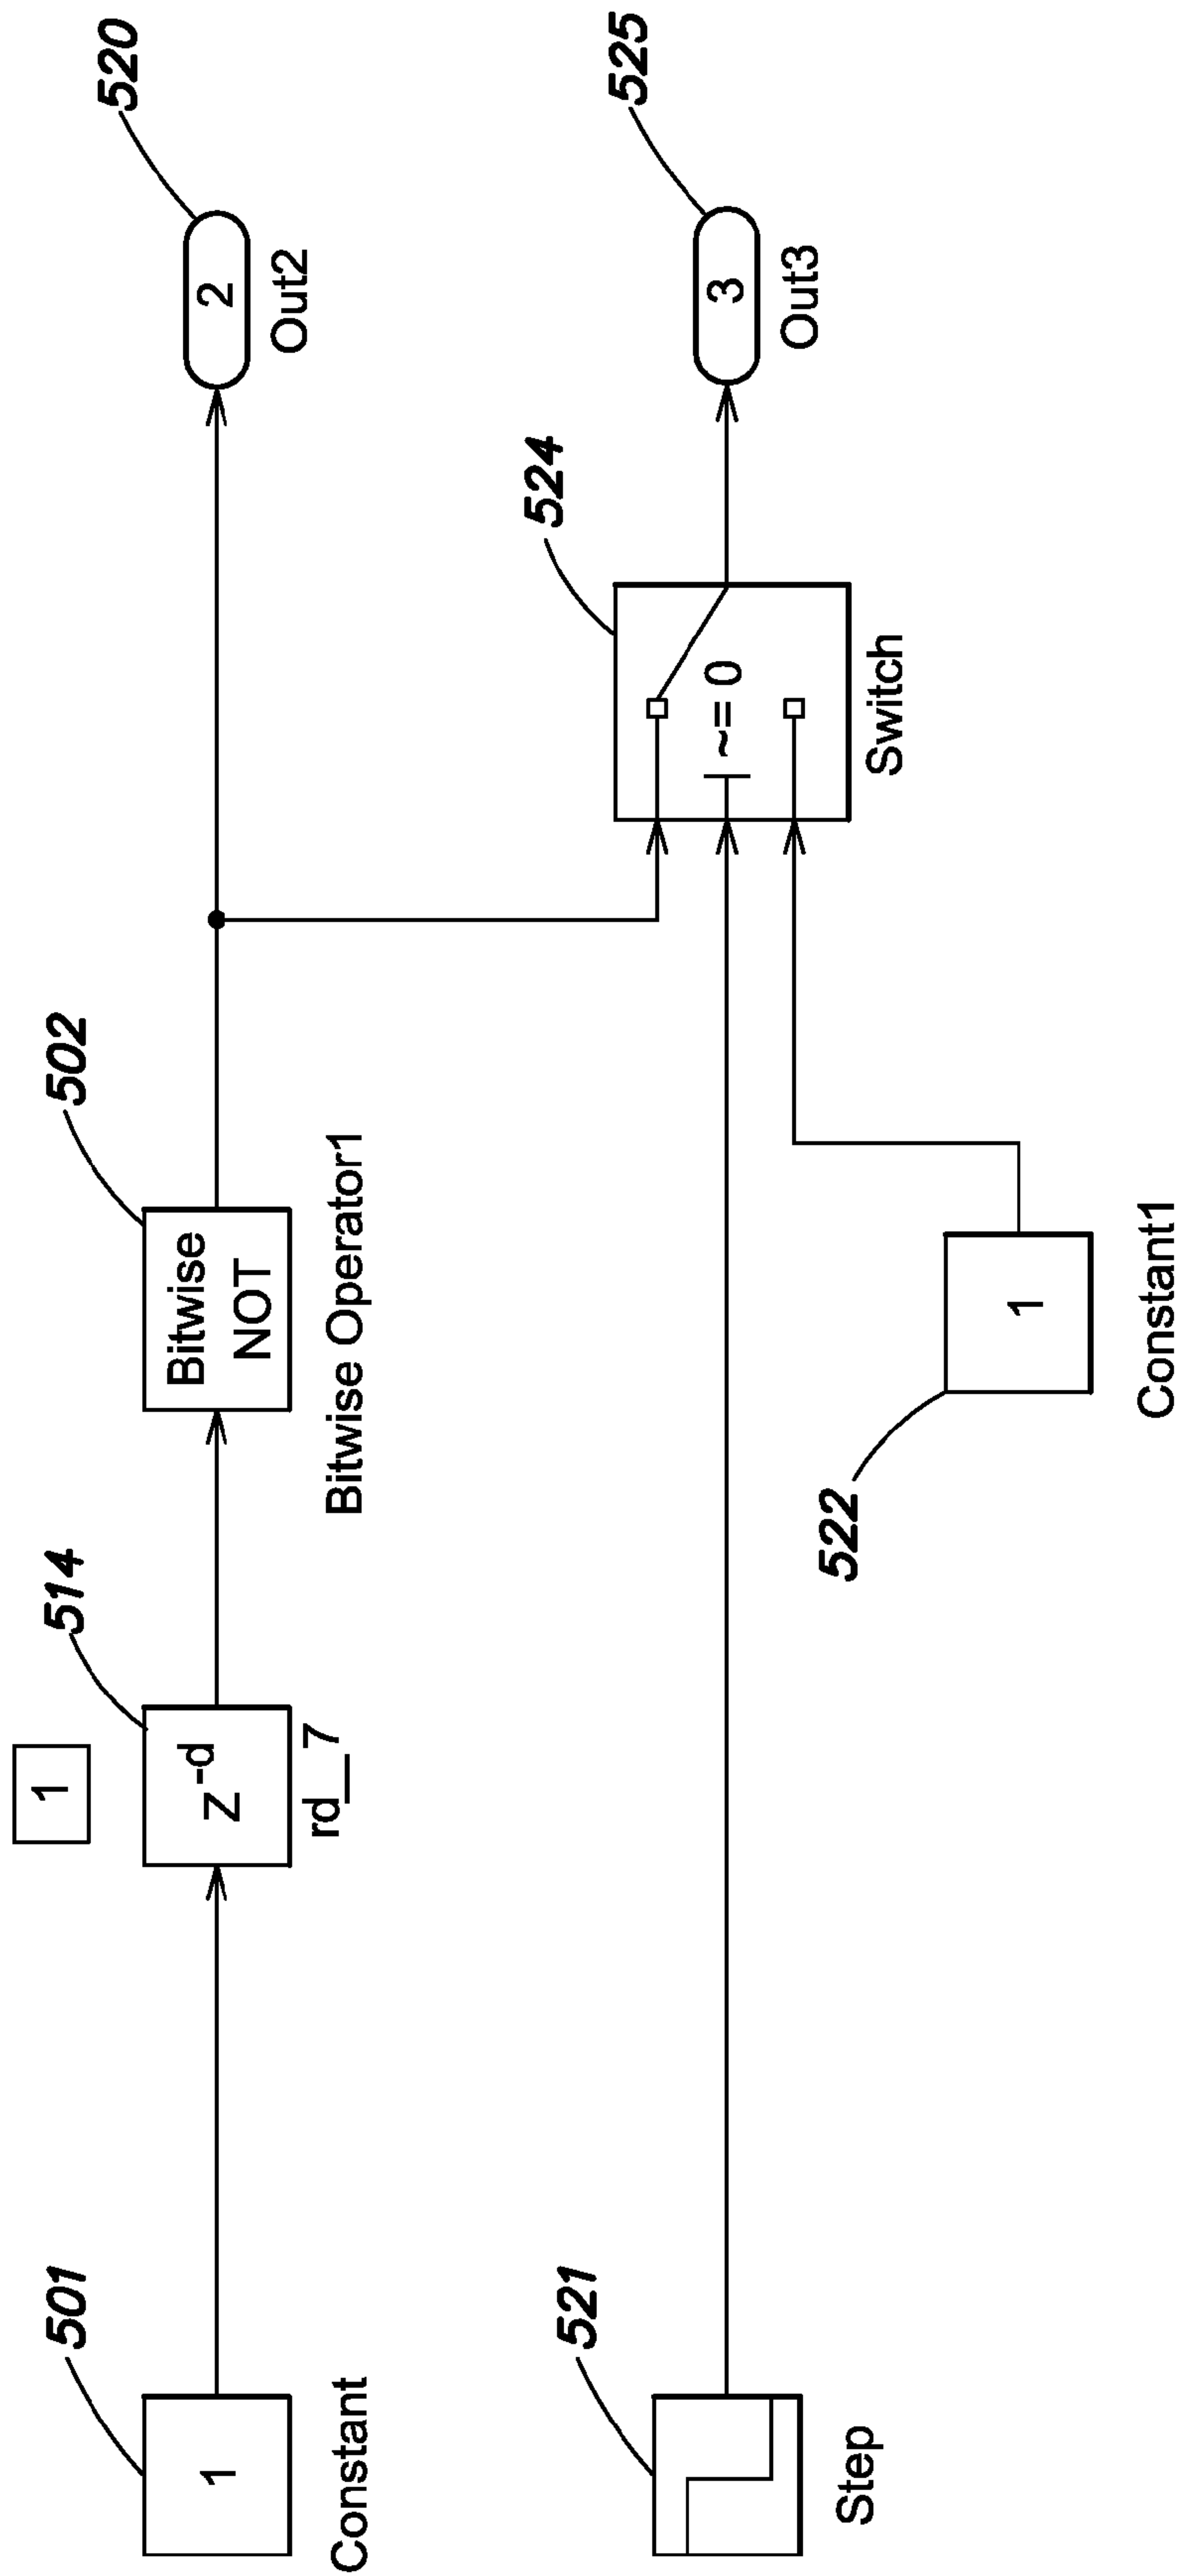 501
1
Constant
1
514
Z⁻ᵈ
rd__7
502
Bitwise
NOT
Bitwise Operator1
520
2
Out2
521
Step
522
1
Constant1
524
~= 0
Switch
525
3
Out3